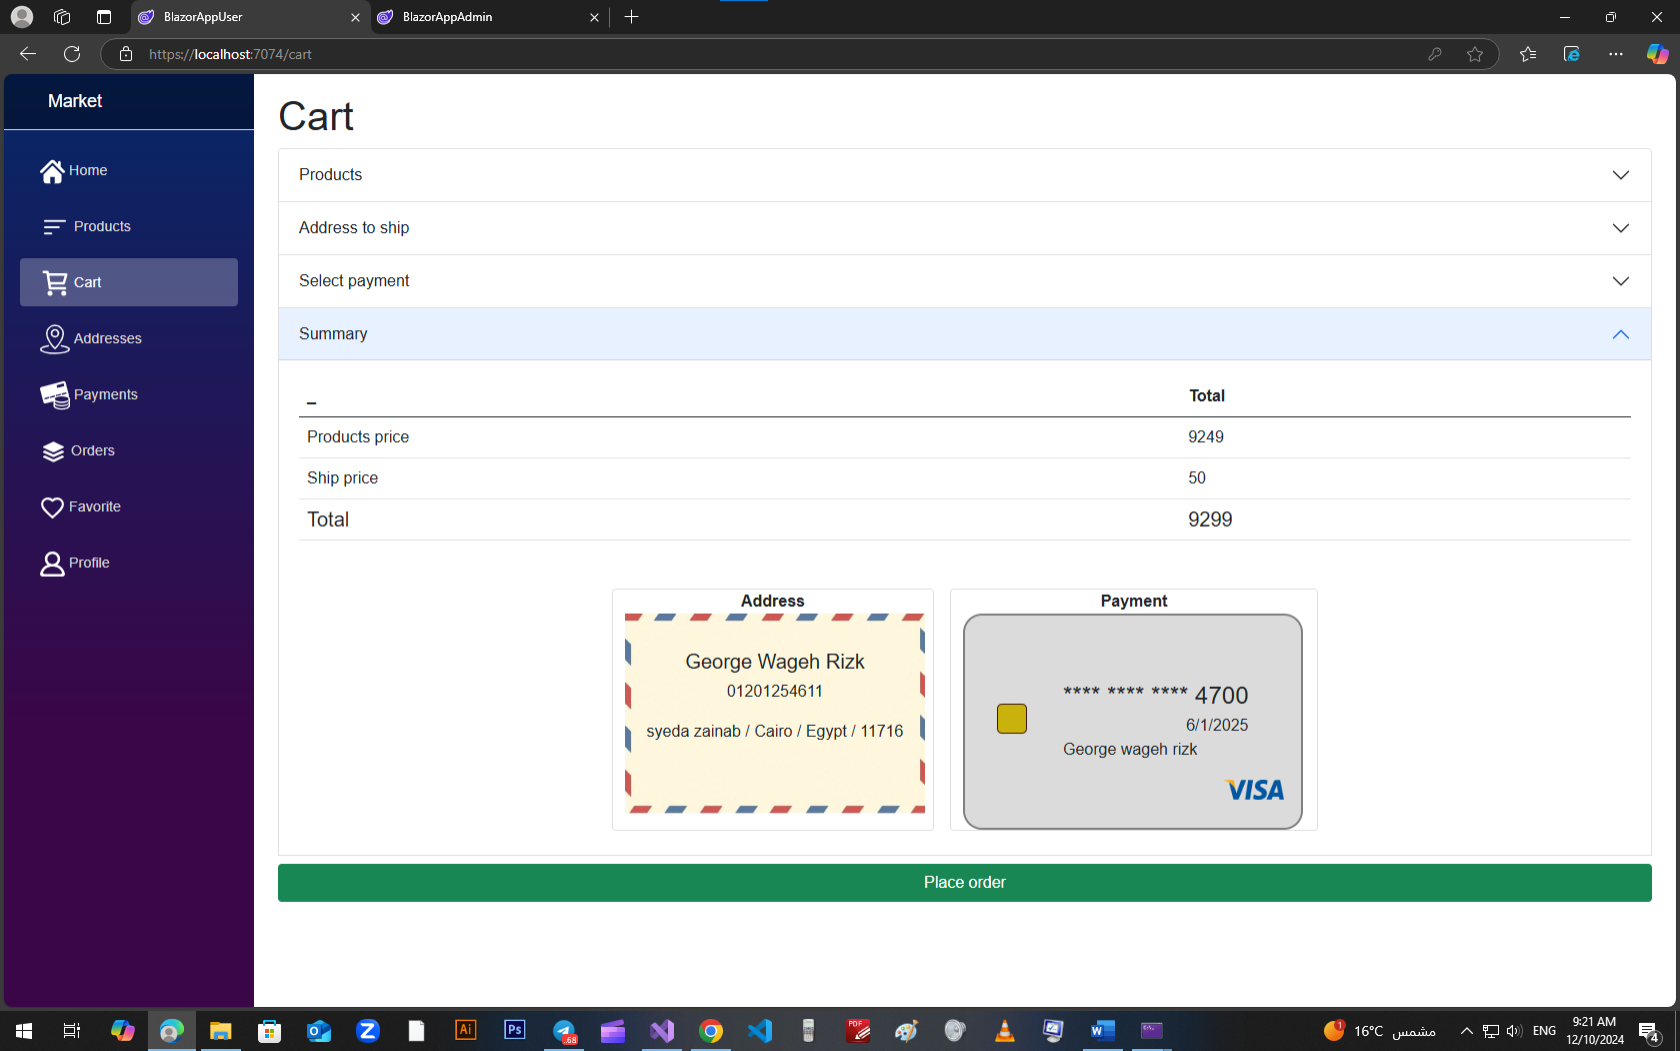 BlazorAppUser
BlazorAppAdmin
https://localhost:7074/cart
Market
Home
Products
Cart
Addresses
Payments
Orders
Favorite
Profile
Cart
Products
Address to ship
Select payment
Summary
_ Total
Products price 9249
Ship price 50
Total 9299
Address
George Wageh Rizk
01201254611
syeda zainab / Cairo / Egypt / 11716
Payment
**** **** **** 4700
6/1/2025
George wageh rizk
VISA
Place order
Z
Ai
Ps
.68
PDF
W
1
16°C مشمس
ENG
9:21 AM
12/10/2024
4